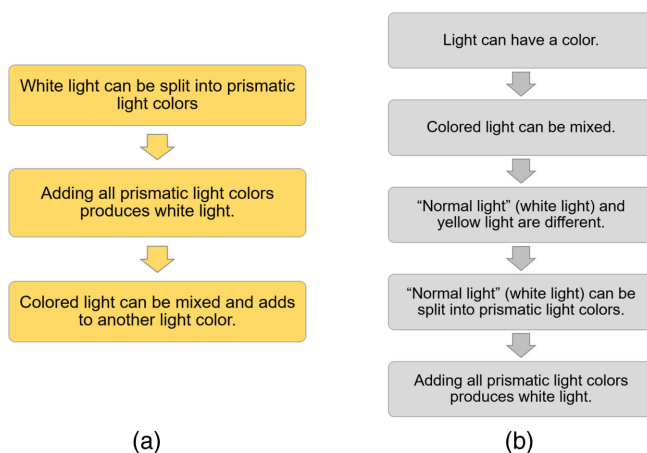 White light can be split into prismatic
light colors
Adding all prismatic light colors
produces white light.
Colored light can be mixed and adds
to another light color.
(a)
Light can have a color.
Colored light can be mixed.
“Normal light” (white light) and
yellow light are different.
“Normal light” (white light) can be
split into prismatic light colors.
Adding all prismatic light colors
produces white light.
(b)